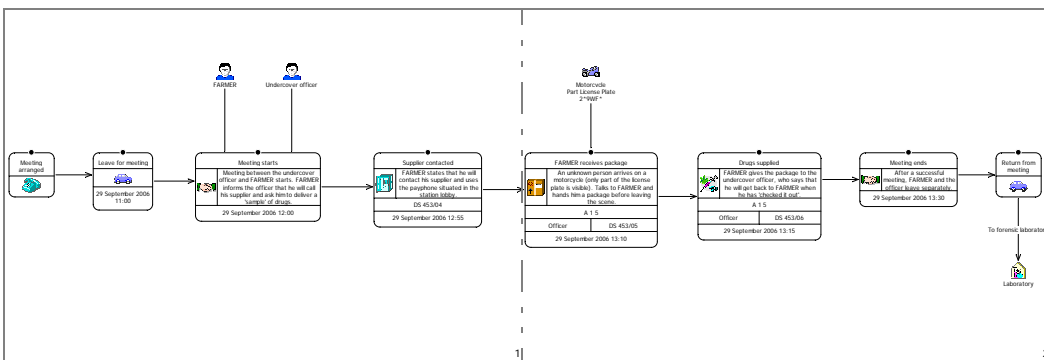 FARMER
Undercover officer
Motorcycle
Part License Plate
2*9WF*
Meeting
arranged
Leave for meeting
29 September 2006
11:00
Meeting starts
Meeting between the undercover
officer and FARMER starts. FARMER
informs the officer that he will call
his supplier and ask him to deliver a
'sample' of drugs.
29 September 2006 12:00
Supplier contacted
FARMER states that he will
contact his supplier and uses
the payphone situated in the
station lobby.
DS 453/04
29 September 2006 12:55
FARMER receives package
An unknown person arrives on a
motorcycle (only part of the license
plate is visible). Talks to FARMER and
hands him a package before leaving
the scene.
A 1 5
Officer
DS 453/05
29 September 2006 13:10
Drugs supplied
FARMER gives the package to the
undercover officer, who says that
he will get back to FARMER when
he has 'checked it out'.
A 1 5
Officer
DS 453/06
29 September 2006 13:15
Meeting ends
After a successful
meeting, FARMER and the
officer leave separately.
29 September 2006 13:30
Return from
meeting
To forensic laborator
Laboratory
1